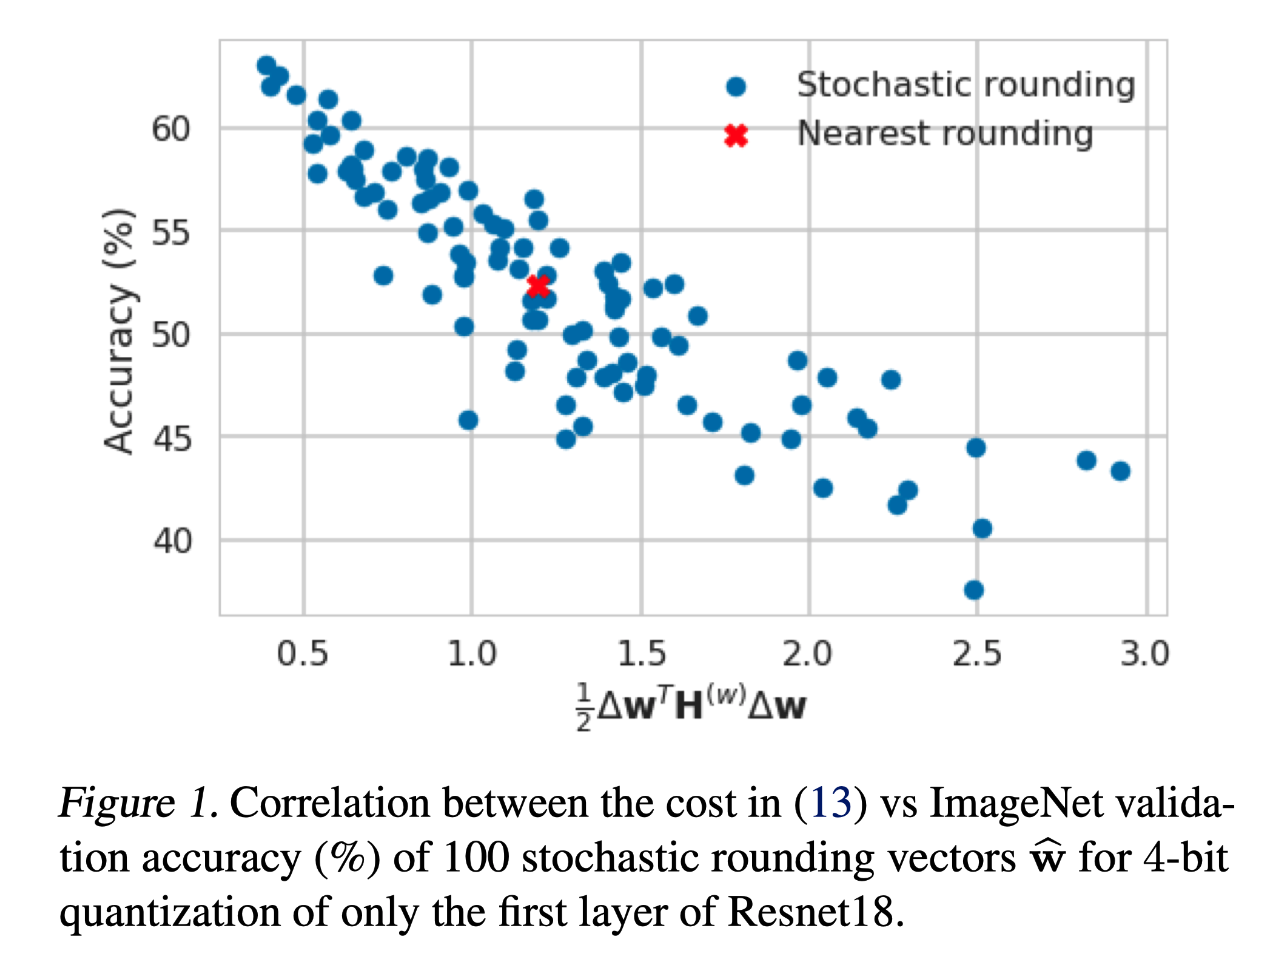 Stochastic rounding
Nearest rounding
Accuracy (%)
60
55
50
45
40
0.5 1.0 1.5 2.0 2.5 3.0
½Δw^T H^(w) Δw
Figure 1. Correlation between the cost in (13) vs ImageNet valida-
tion accuracy (%) of 100 stochastic rounding vectors ŵ for 4-bit
quantization of only the first layer of Resnet18.